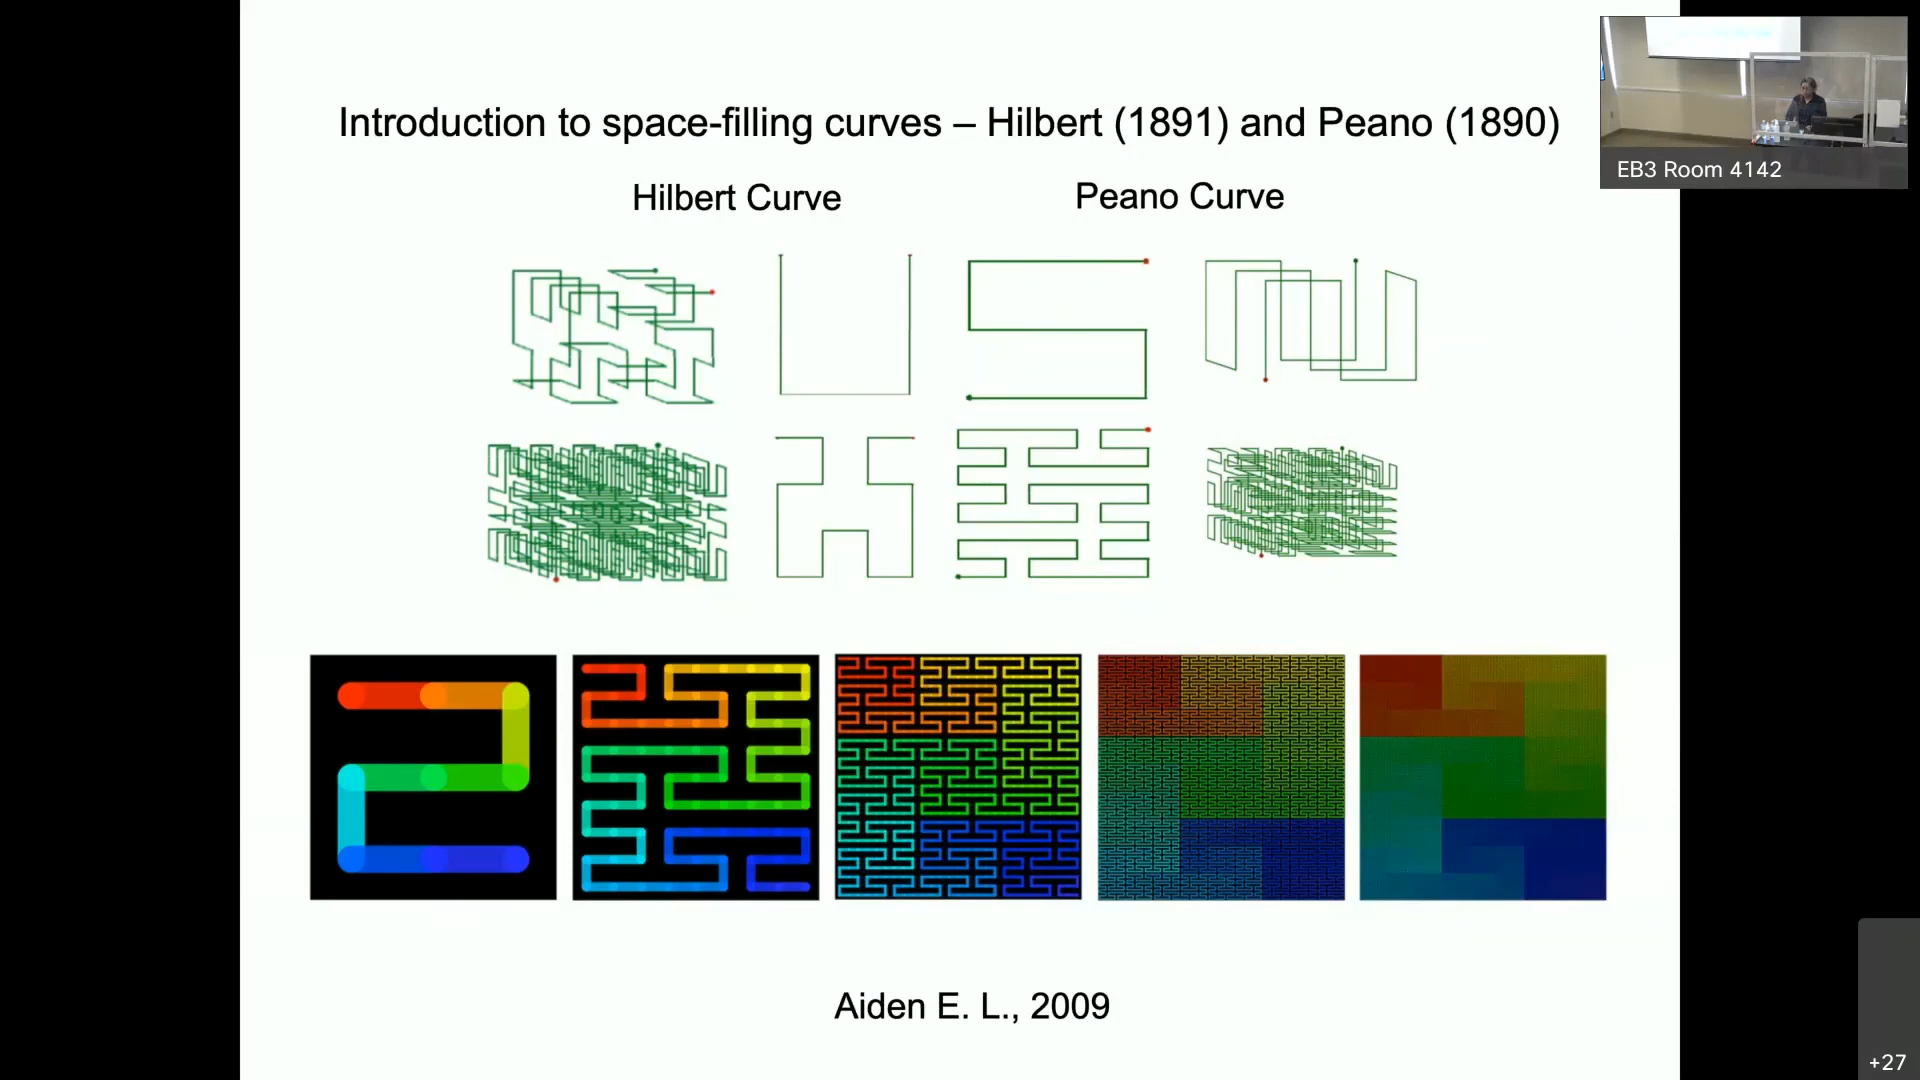 Introduction to space-filling curves – Hilbert (1891) and Peano (1890)
Hilbert Curve
Peano Curve
Aiden E. L., 2009
EB3 Room 4142
+27